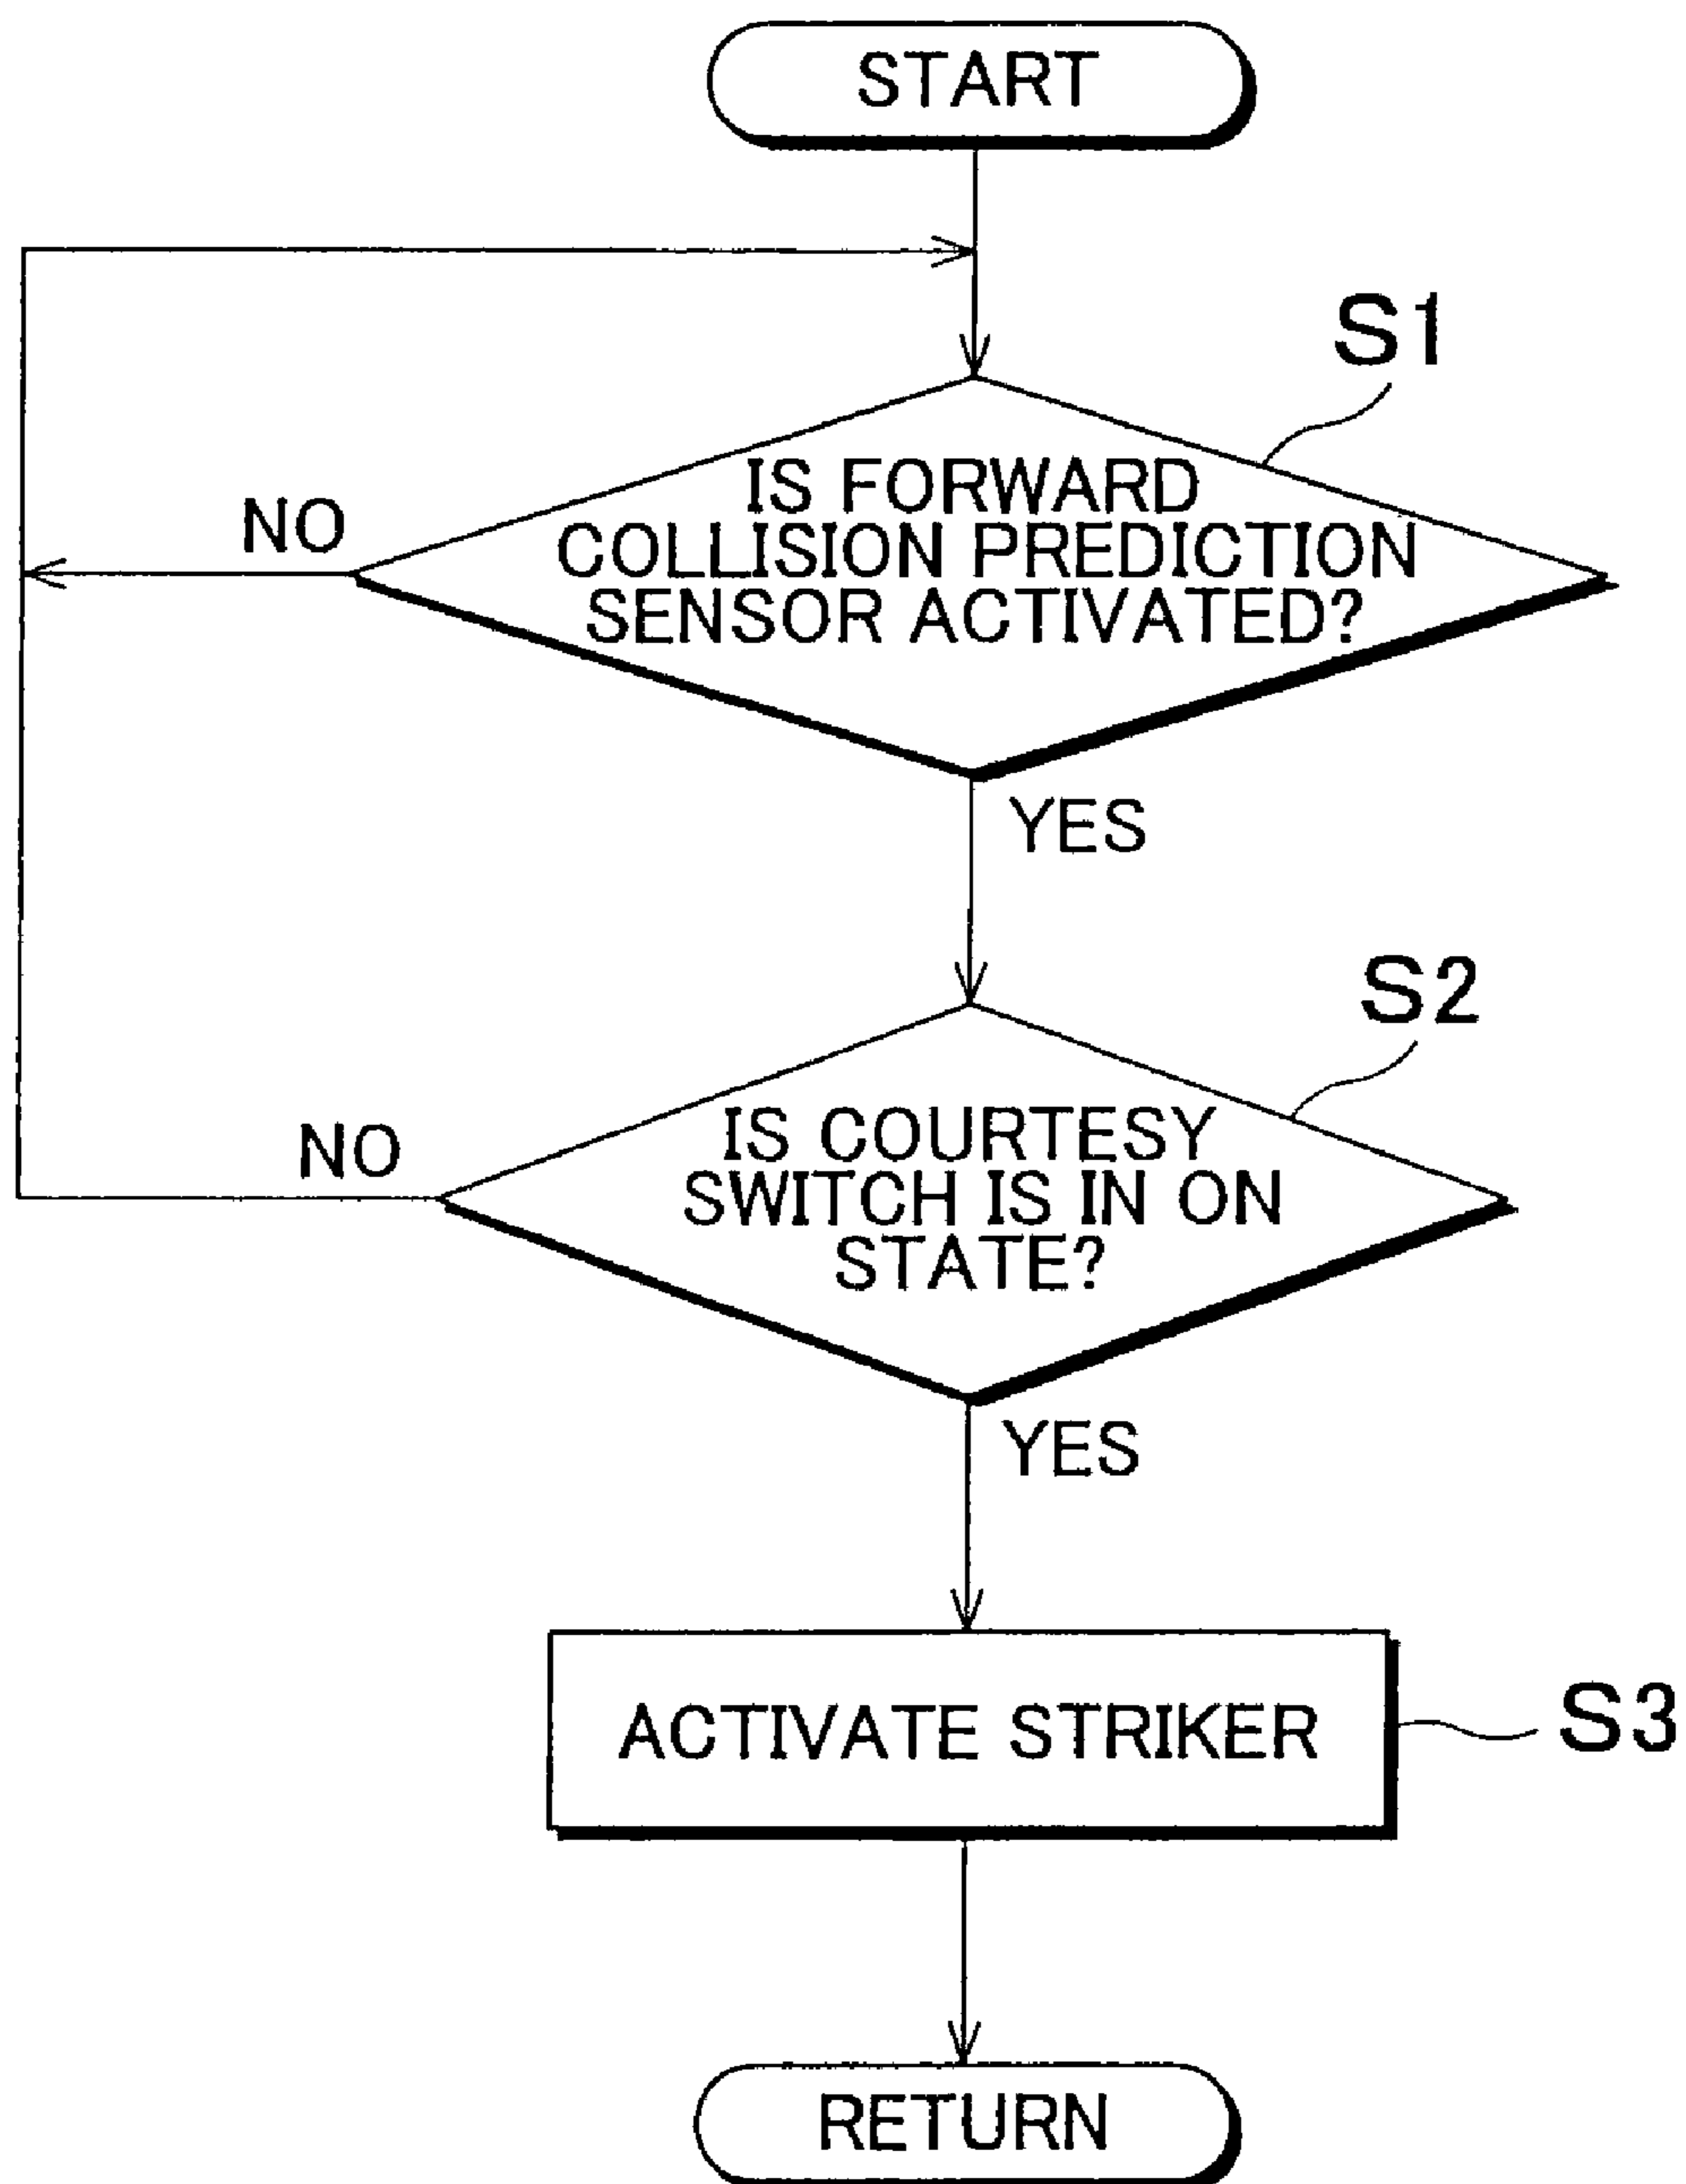 START
S1
IS FORWARD
COLLISION PREDICTION
SENSOR ACTIVATED?
NO
YES
S2
IS COURTESY
SWITCH IS IN ON
STATE?
NO
YES
ACTIVATE STRIKER
S3
RETURN